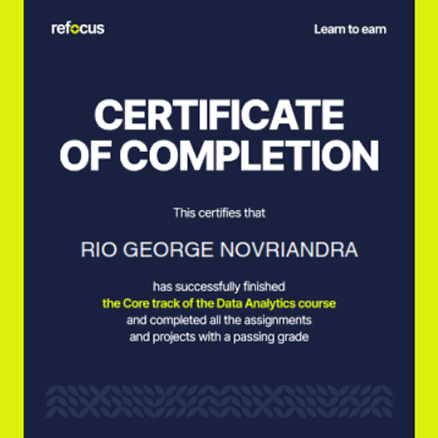 refocus
Learn to earn
CERTIFICATE
OF COMPLETION
This certifies that
RIO GEORGE NOVRIANDRA
has successfully finished
the Core track of the Data Analytics course
and completed all the assignments
and projects with a passing grade